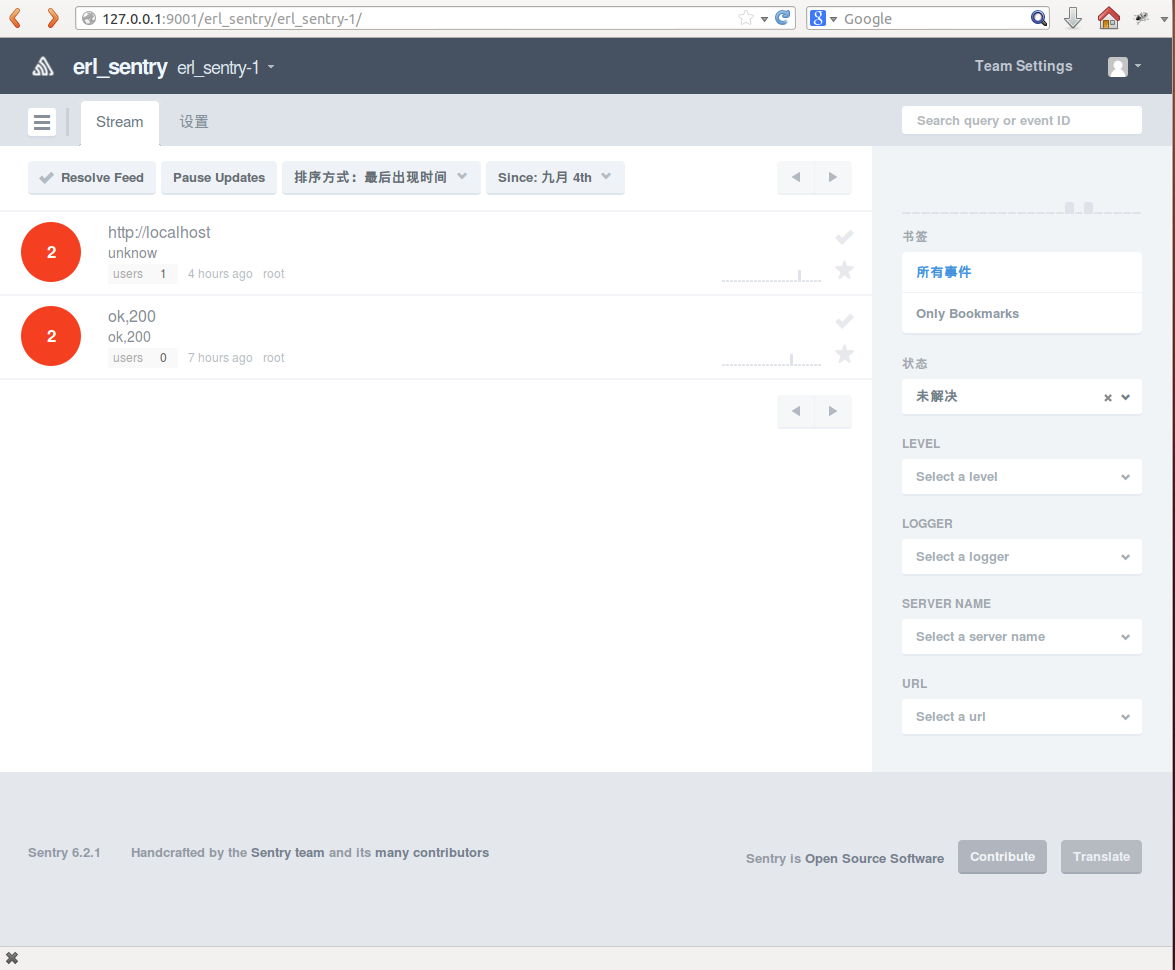 127.0.0.1:9001/erl_sentry/erl_sentry-1/
8 Google
erl_sentry erl_sentry-1
Team Settings
Stream 设置
Search query or event ID
Resolve Feed Pause Updates 排序方式：最后出现时间 Since: 九月 4th
2
http://localhost
unknow
users 1 4 hours ago root
2
ok,200
ok,200
users 0 7 hours ago root
书签
所有事件
Only Bookmarks
状态
未解决
LEVEL
Select a level
LOGGER
Select a logger
SERVER NAME
Select a server name
URL
Select a url
Sentry 6.2.1 Handcrafted by the Sentry team and its many contributors
Sentry is Open Source Software Contribute Translate